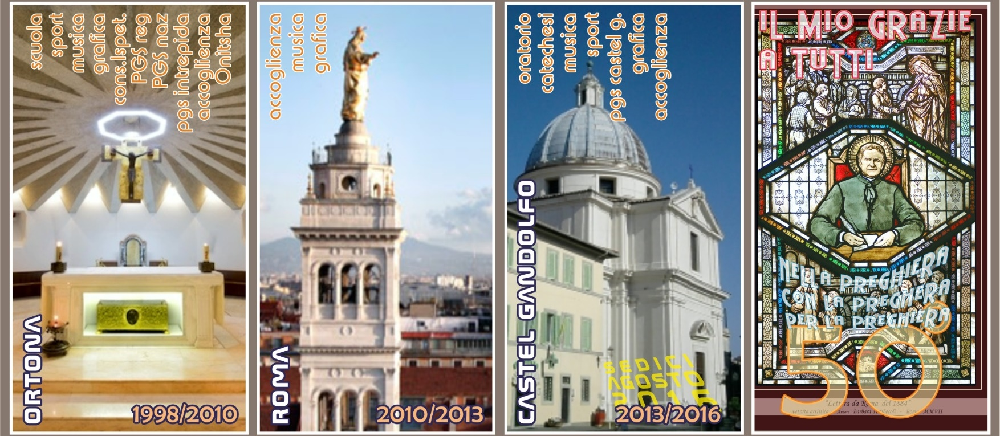 scuola
sport
musica
grafica
cons.Ispet.
PGS reg
PGS naz
pgs intrepida
accoglienza
Onitsha
ORTONA
1998/2010
accoglienza
musica
grafica
ROMA
2010/2013
oratorio
catechesi
musica
sport
pgs castel g.
grafica
accoglienza
CASTEL GANDOLFO
SEDICI
AGOSTO
2015
2013/2016
IL MIO GRAZIE
A TUTTI
NELLA PREGHIERA
CON LA PREGHIERA
PER LA PREGHIERA
50°
"Lettera da Roma del 1884"
vetrata artistica - Autore Barbara - Roma MMVII